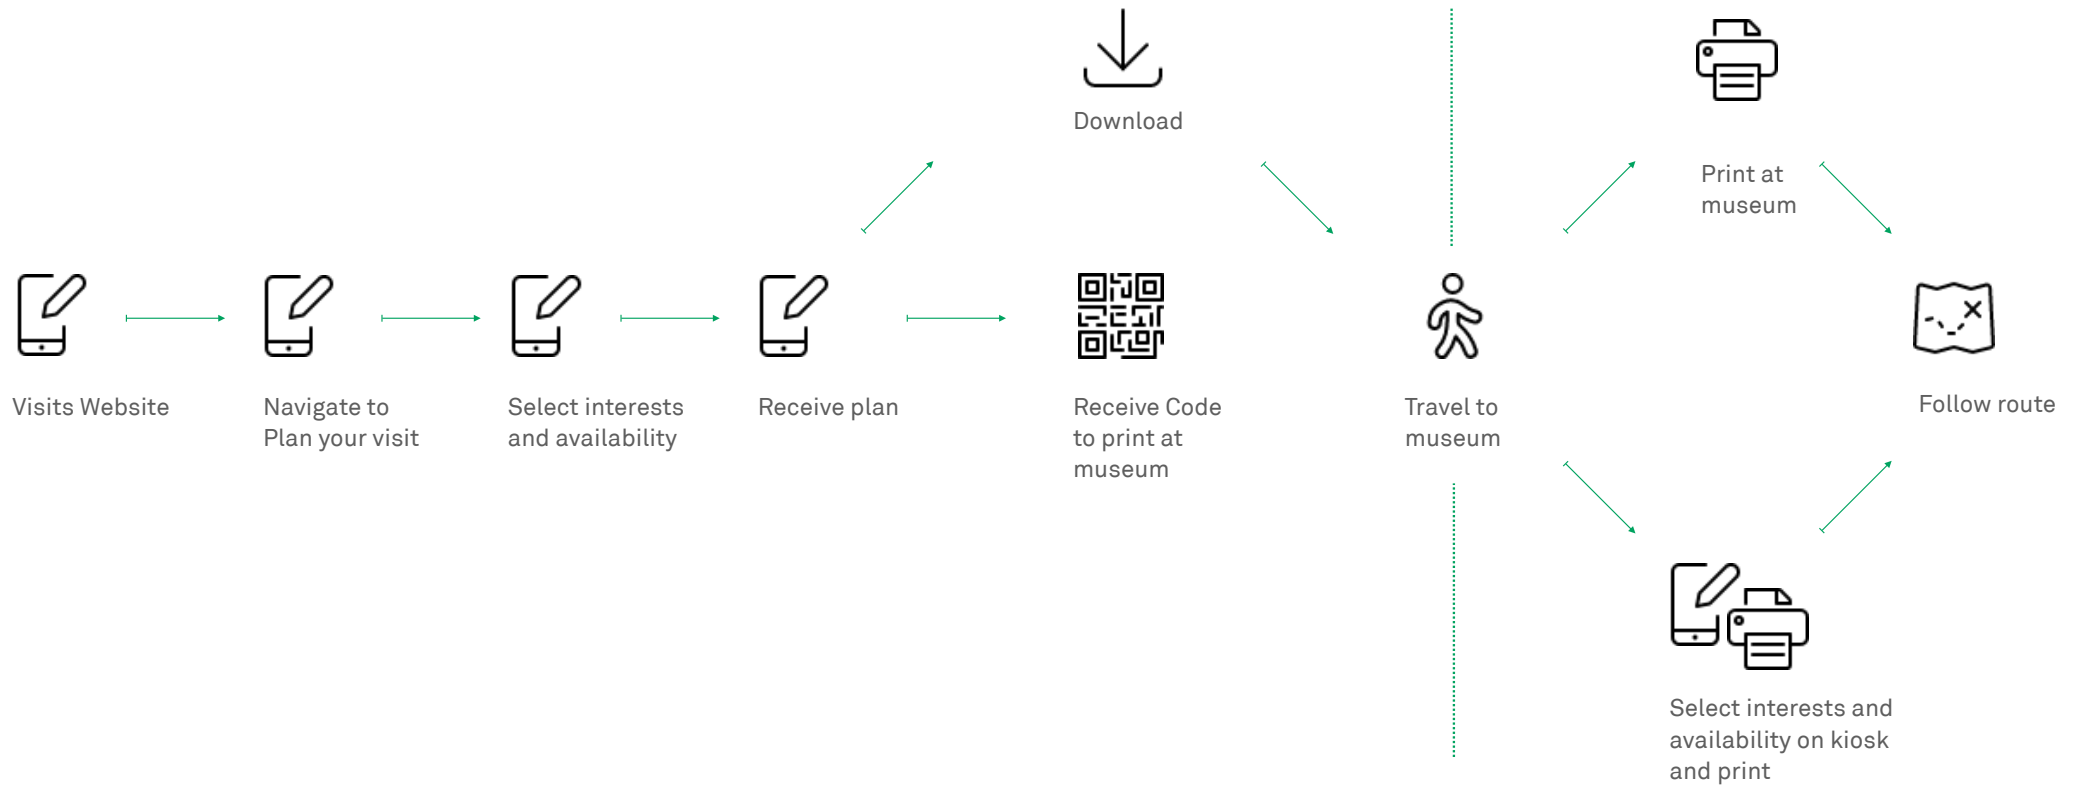 Download
Print at
museum
Visits Website
Navigate to
Plan your visit
Select interests
and availability
Receive plan
Receive Code
to print at
museum
Travel to
museum
Follow route
Select interests and
availability on kiosk
and print